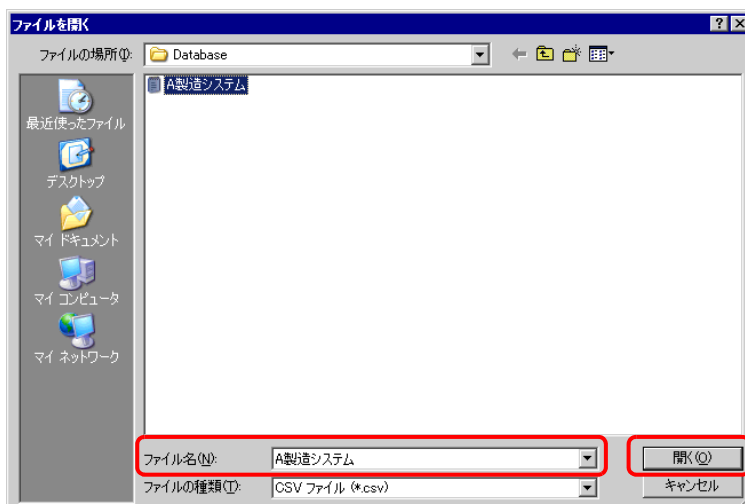 ファイルを開く
ファイルの場所(I):
Database
A製造システム
最近使ったファイル
デスクトップ
マイ ドキュメント
マイ コンピュータ
マイ ネットワーク
ファイル名(N):
A製造システム
開く(O)
ファイルの種類(T):
CSV ファイル (*.csv)
キャンセル